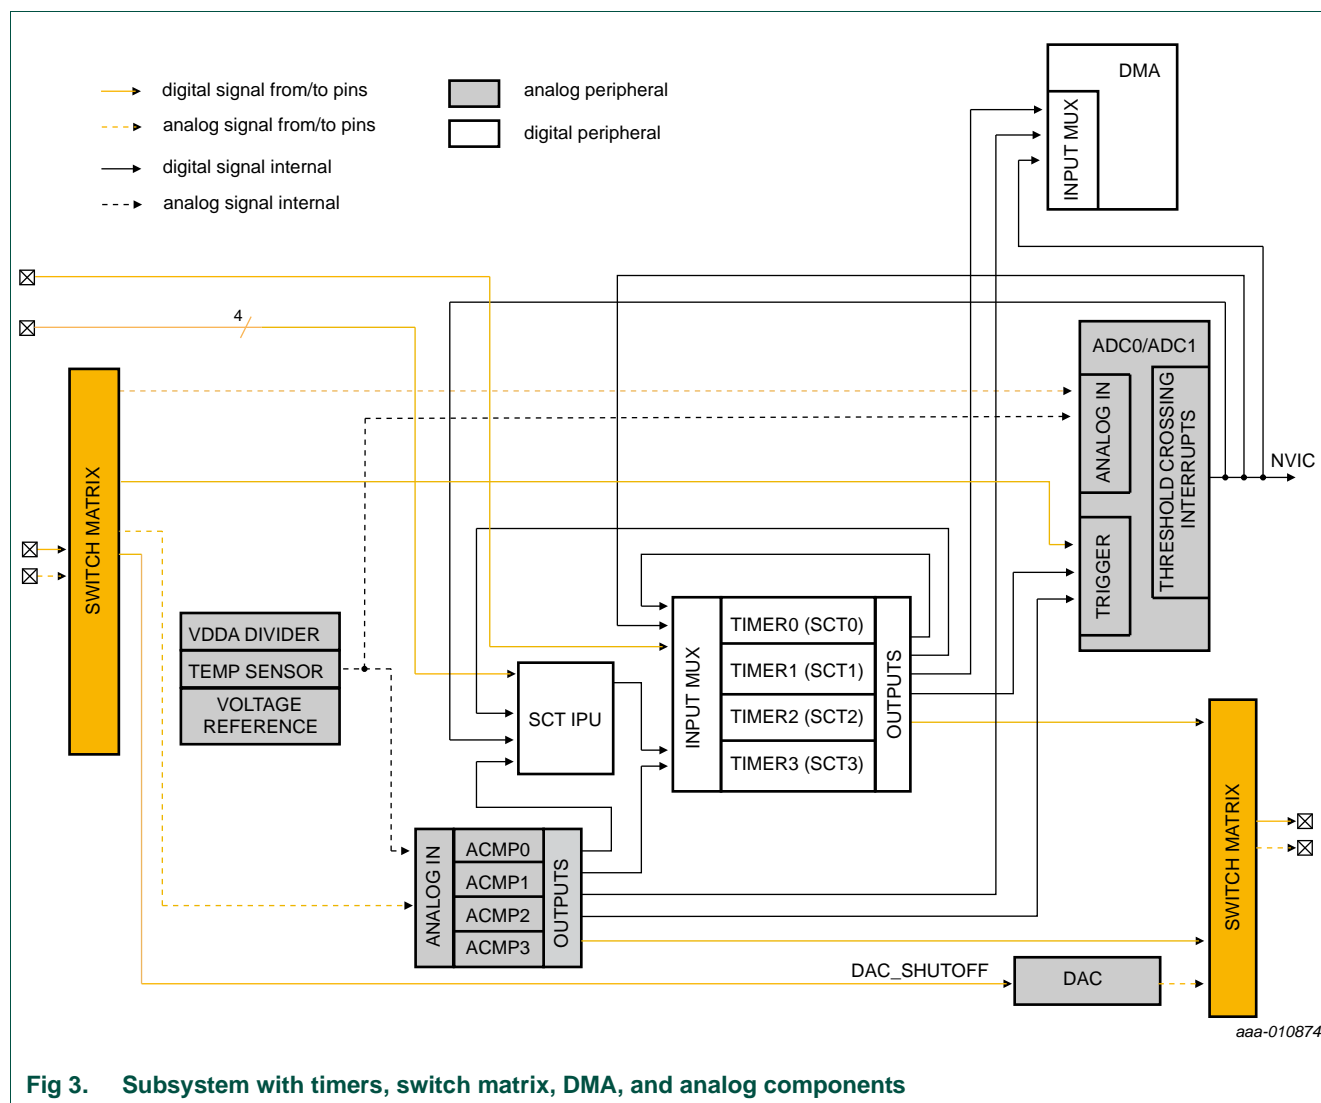 digital signal from/to pins
analog signal from/to pins
digital signal internal
analog signal internal
analog peripheral
digital peripheral
DMA
INPUT MUX
4
SWITCH MATRIX
ADC0/ADC1
ANALOG IN
THRESHOLD CROSSING
INTERRUPTS
TRIGGER
NVIC
VDDA DIVIDER
TEMP SENSOR
VOLTAGE
REFERENCE
SCT IPU
INPUT MUX
TIMER0 (SCT0)
TIMER1 (SCT1)
TIMER2 (SCT2)
TIMER3 (SCT3)
OUTPUTS
ANALOG IN
ACMP0
ACMP1
ACMP2
ACMP3
OUTPUTS
DAC_SHUTOFF
DAC
SWITCH MATRIX
aaa-010874
Fig 3. Subsystem with timers, switch matrix, DMA, and analog components